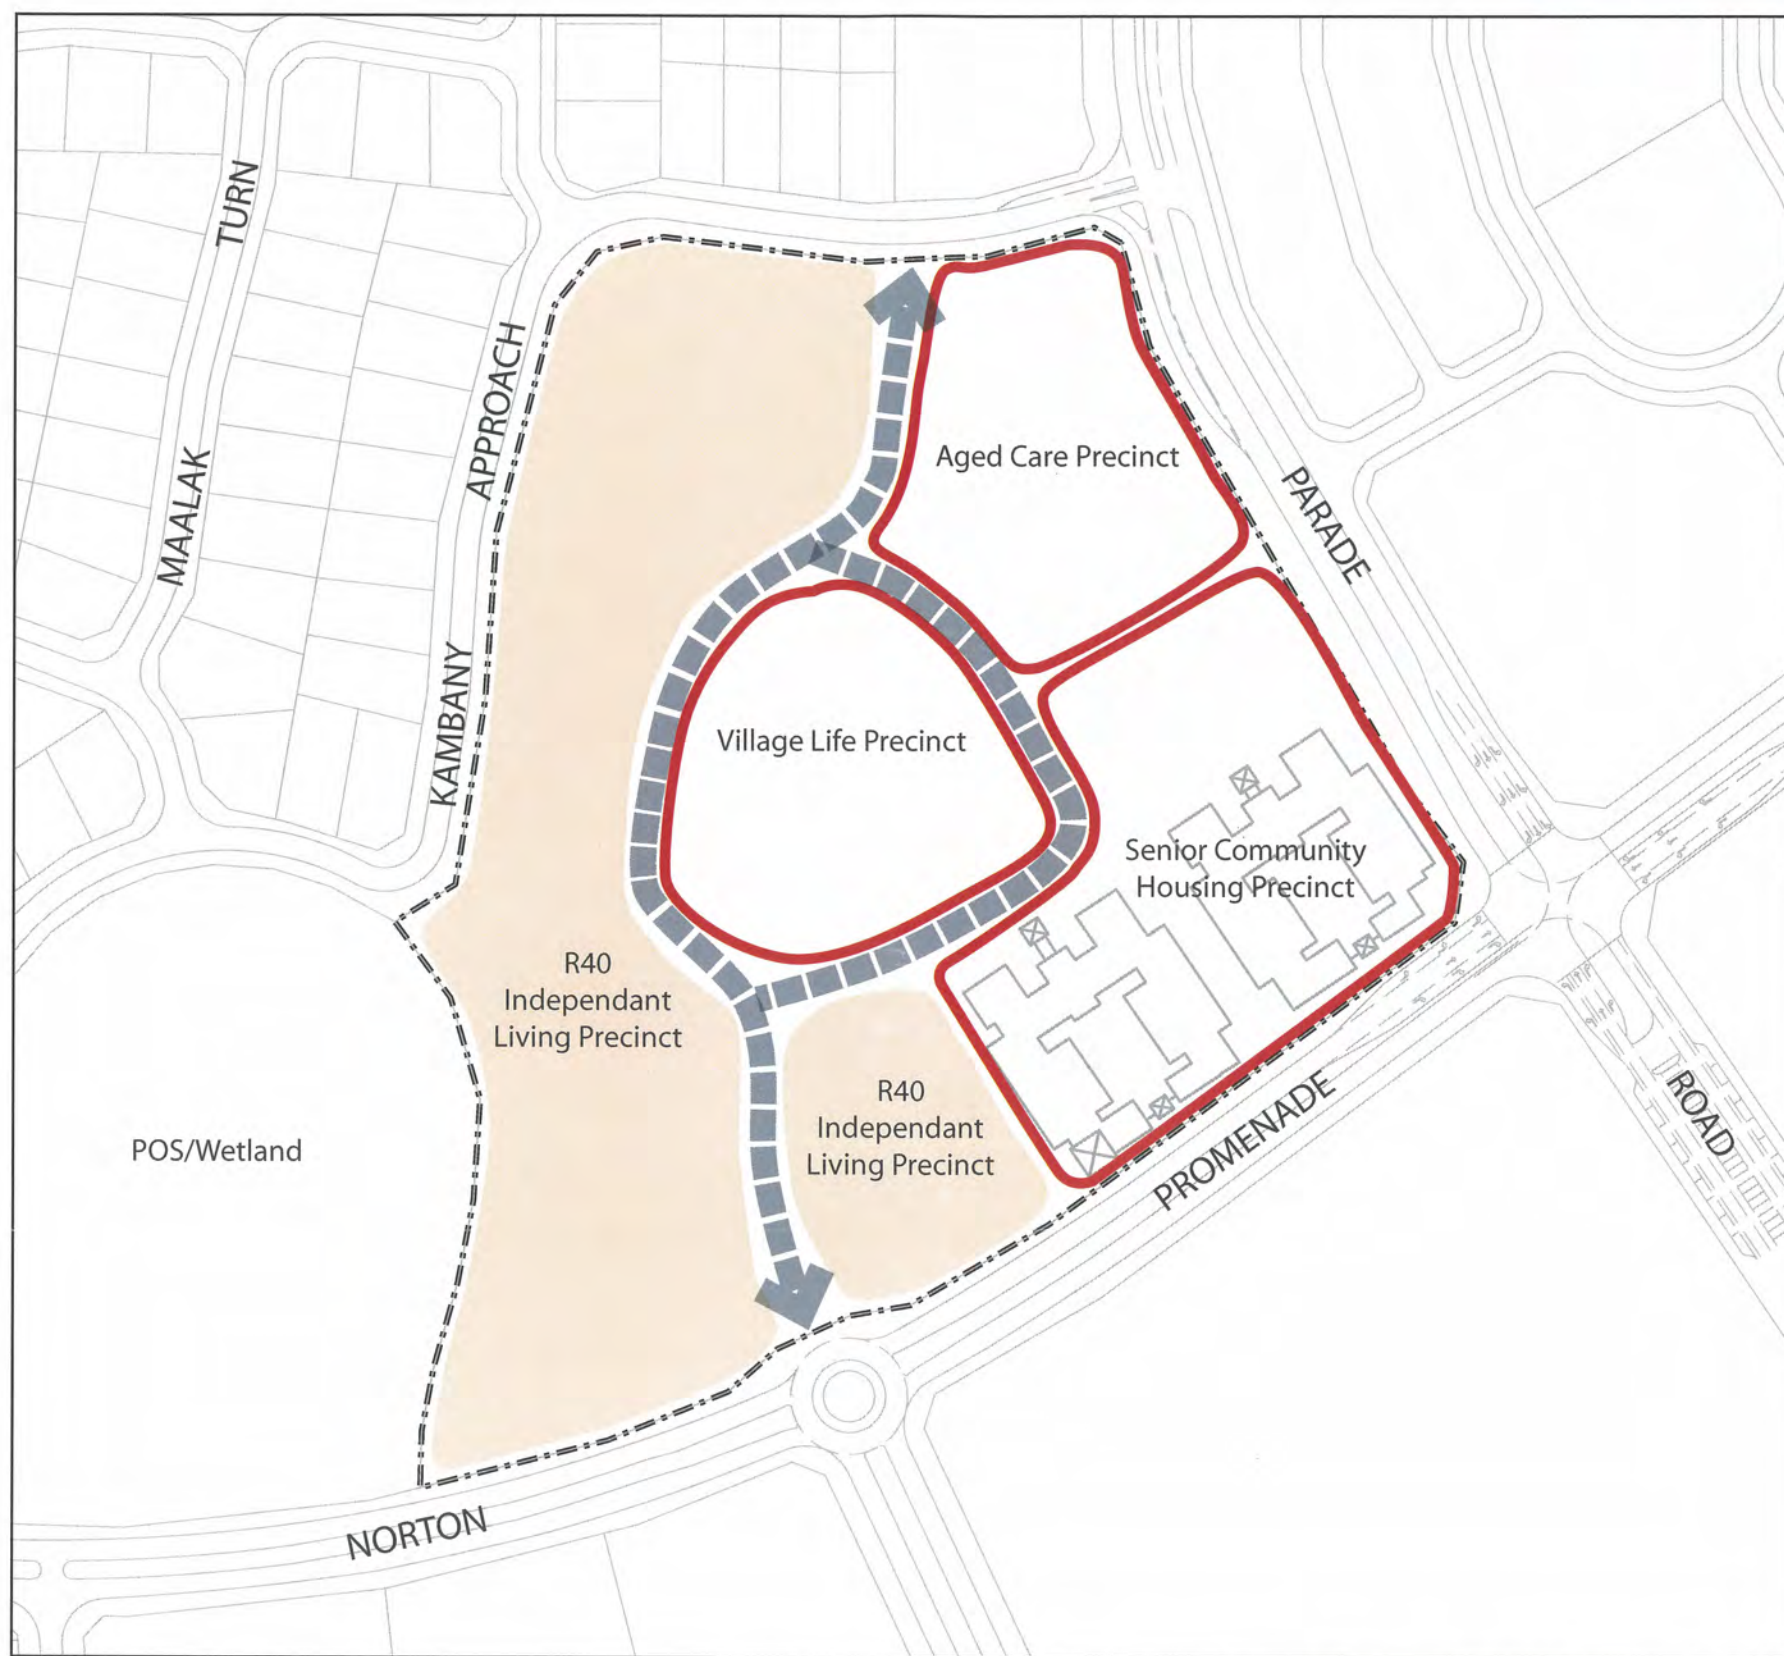 TURN
MAALAK
APPROACH
KAMBANY
Aged Care Precinct
PARADE
Village Life Precinct
Senior Community
Housing Precinct
R40
Independant
Living Precinct
R40
Independant
Living Precinct
POS/Wetland
PROMENADE
ROAD
NORTON